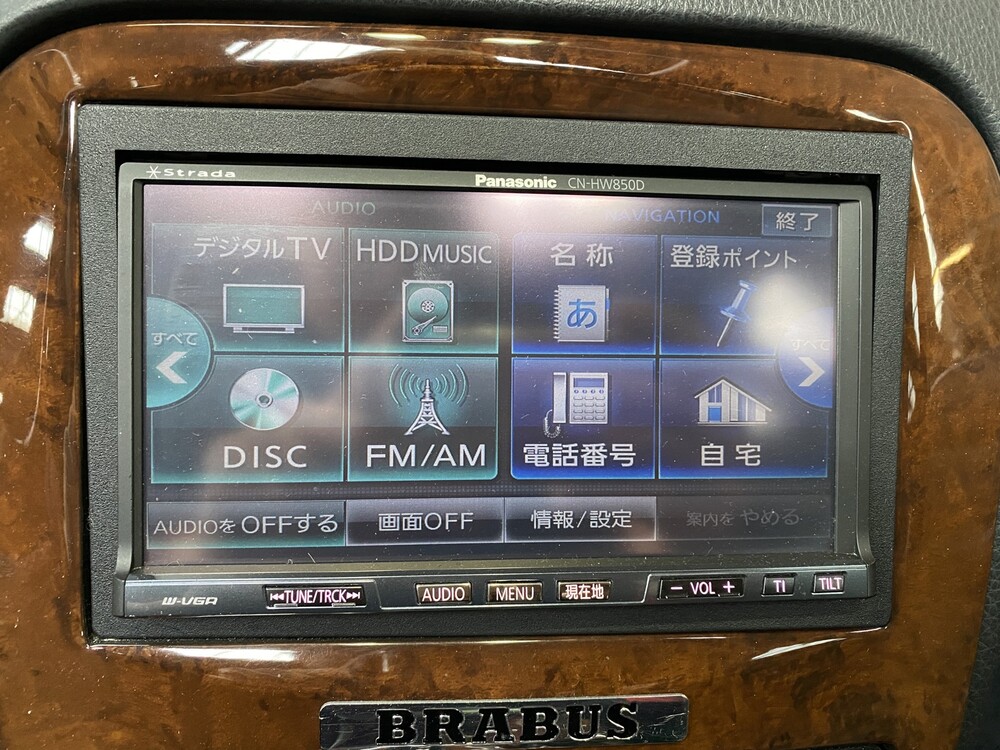 Strada
Panasonic CN-HW850D
AUDIO NAVIGATION 終了
デジタルTV HDD MUSIC 名称 登録ポイント
あ
すべて すべて
DISC FM/AM 電話番号 自宅
AUDIOを OFFする 画面OFF 情報/設定 案内を やめる
W-VGA TUNE/TRCK AUDIO MENU 現在地 － VOL ＋ TI TILT
BRABUS